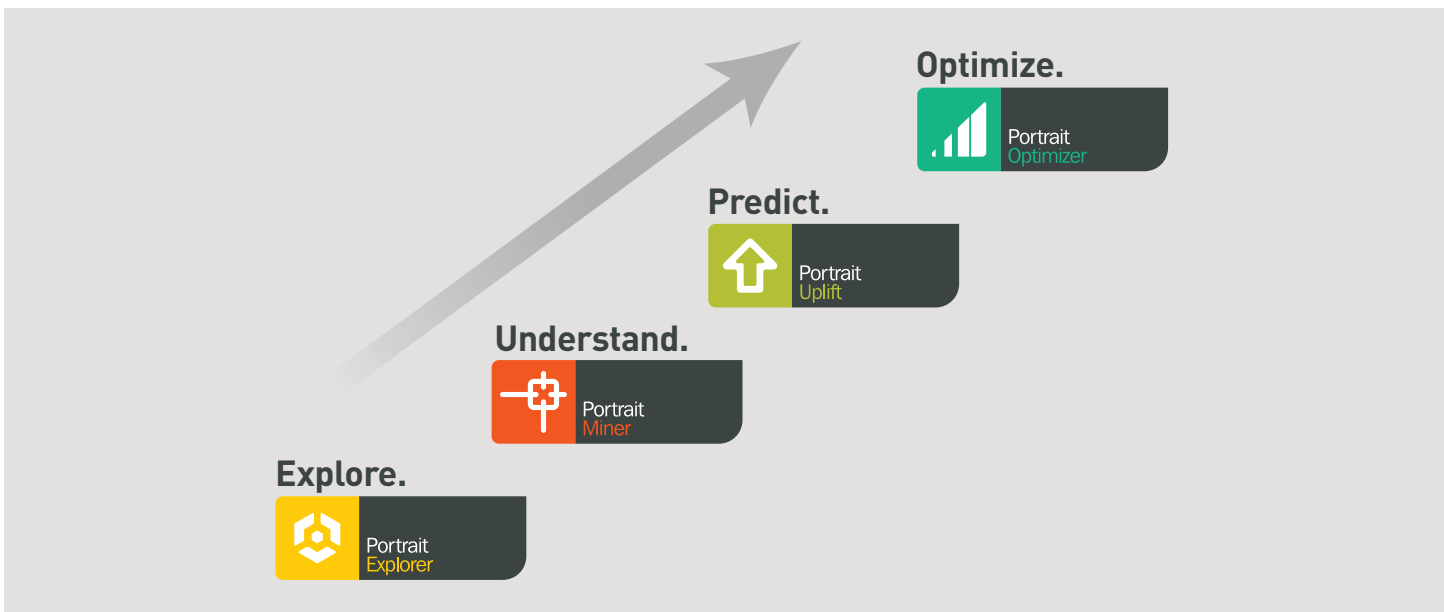 Optimize.
Portrait
Optimizer
Predict.
Portrait
Uplift
Understand.
Portrait
Miner
Explore.
Portrait
Explorer